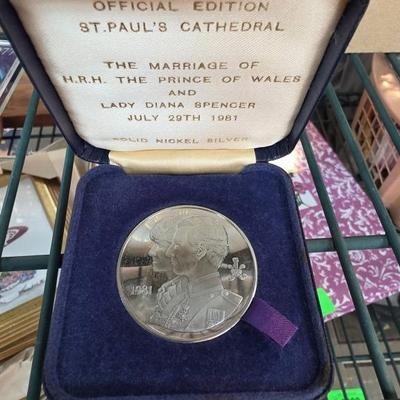 OFFICIAL EDITION
ST. PAUL'S CATHEDRAL
THE MARRIAGE OF
H.R.H. THE PRINCE OF WALES
AND
LADY DIANA SPENCER
JULY 29TH 1981
SOLID NICKEL SILVER
1981